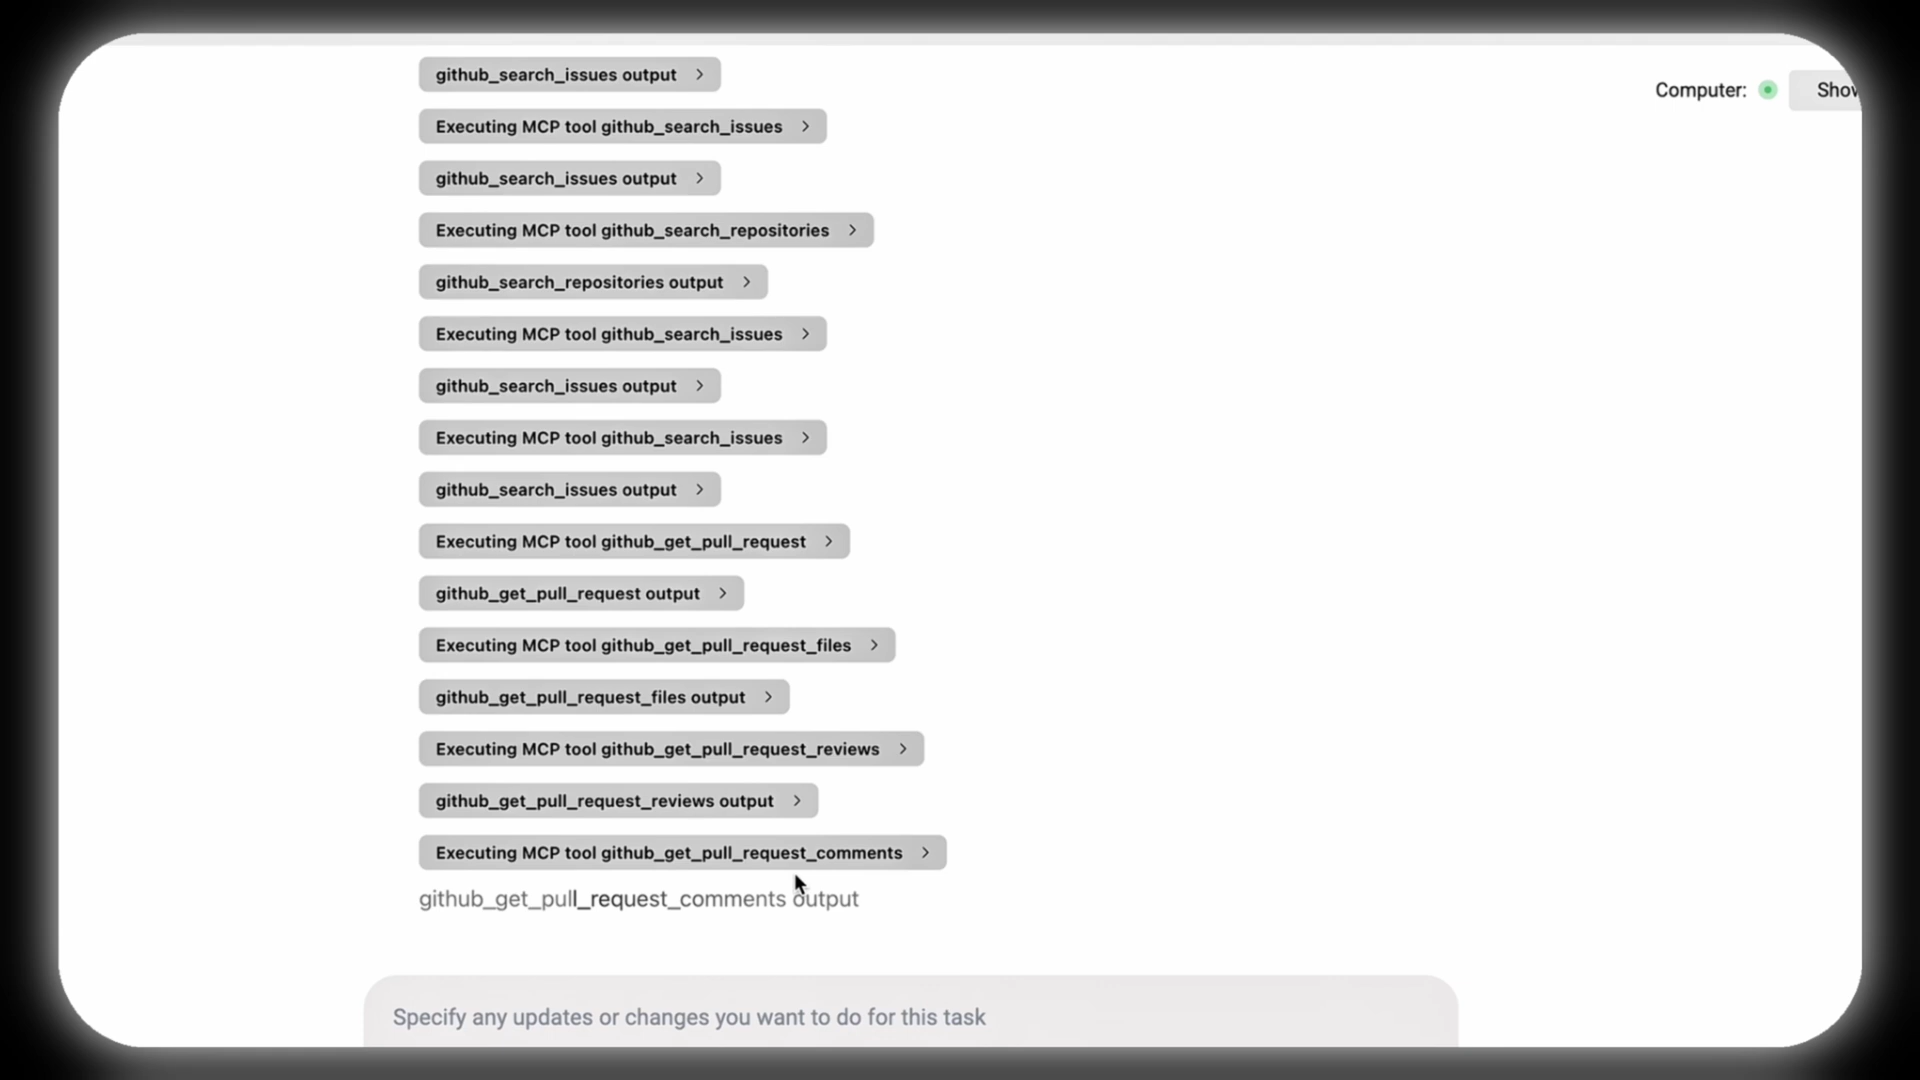 github_search_issues output
Computer:
Executing MCP tool github_search_issues
github_search_issues output
Executing MCP tool github_search_repositories
github_search_repositories output
Executing MCP tool github_search_issues
github_search_issues output
Executing MCP tool github_search_issues
github_search_issues output
Executing MCP tool github_get_pull_request
github_get_pull_request output
Executing MCP tool github_get_pull_request_files
github_get_pull_request_files output
Executing MCP tool github_get_pull_request_reviews
github_get_pull_request_reviews output
Executing MCP tool github_get_pull_request_comments
github_get_pull_request_comments output
Specify any updates or changes you want to do for this task